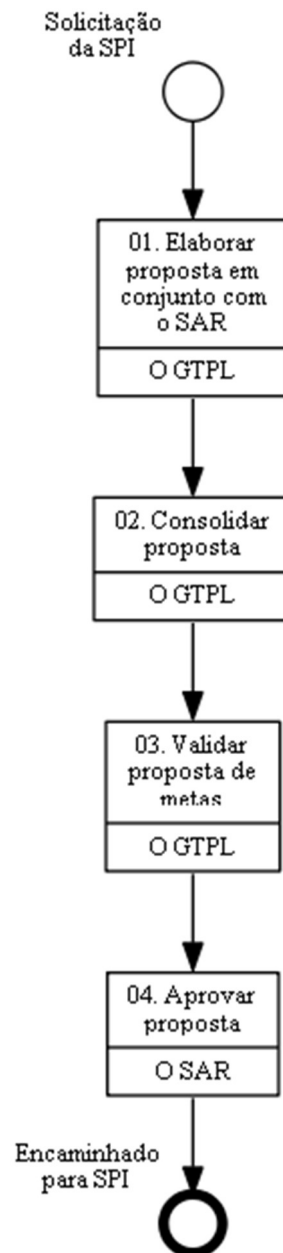 Solicitação
da SPI
01. Elaborar
proposta em
conjunto com
o SAR
O GTPL
02. Consolidar
proposta
O GTPL
03. Validar
proposta de
metas
O GTPL
04. Aprovar
proposta
O SAR
Encaminhado
para SPI